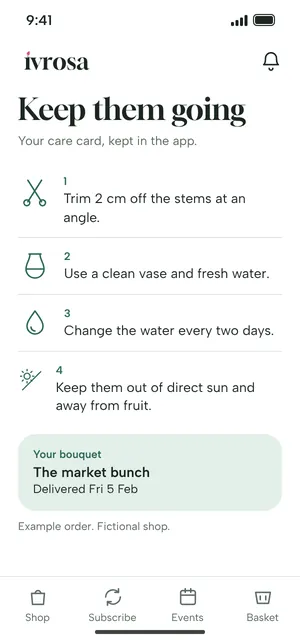 9:41
ivrosa
Keep them going
Your care card, kept in the app.
1
Trim 2 cm off the stems at an
angle.
2
Use a clean vase and fresh water.
3
Change the water every two days.
4
Keep them out of direct sun and
away from fruit.
Your bouquet
The market bunch
Delivered Fri 5 Feb
Example order. Fictional shop.
Shop
Subscribe
Events
Basket